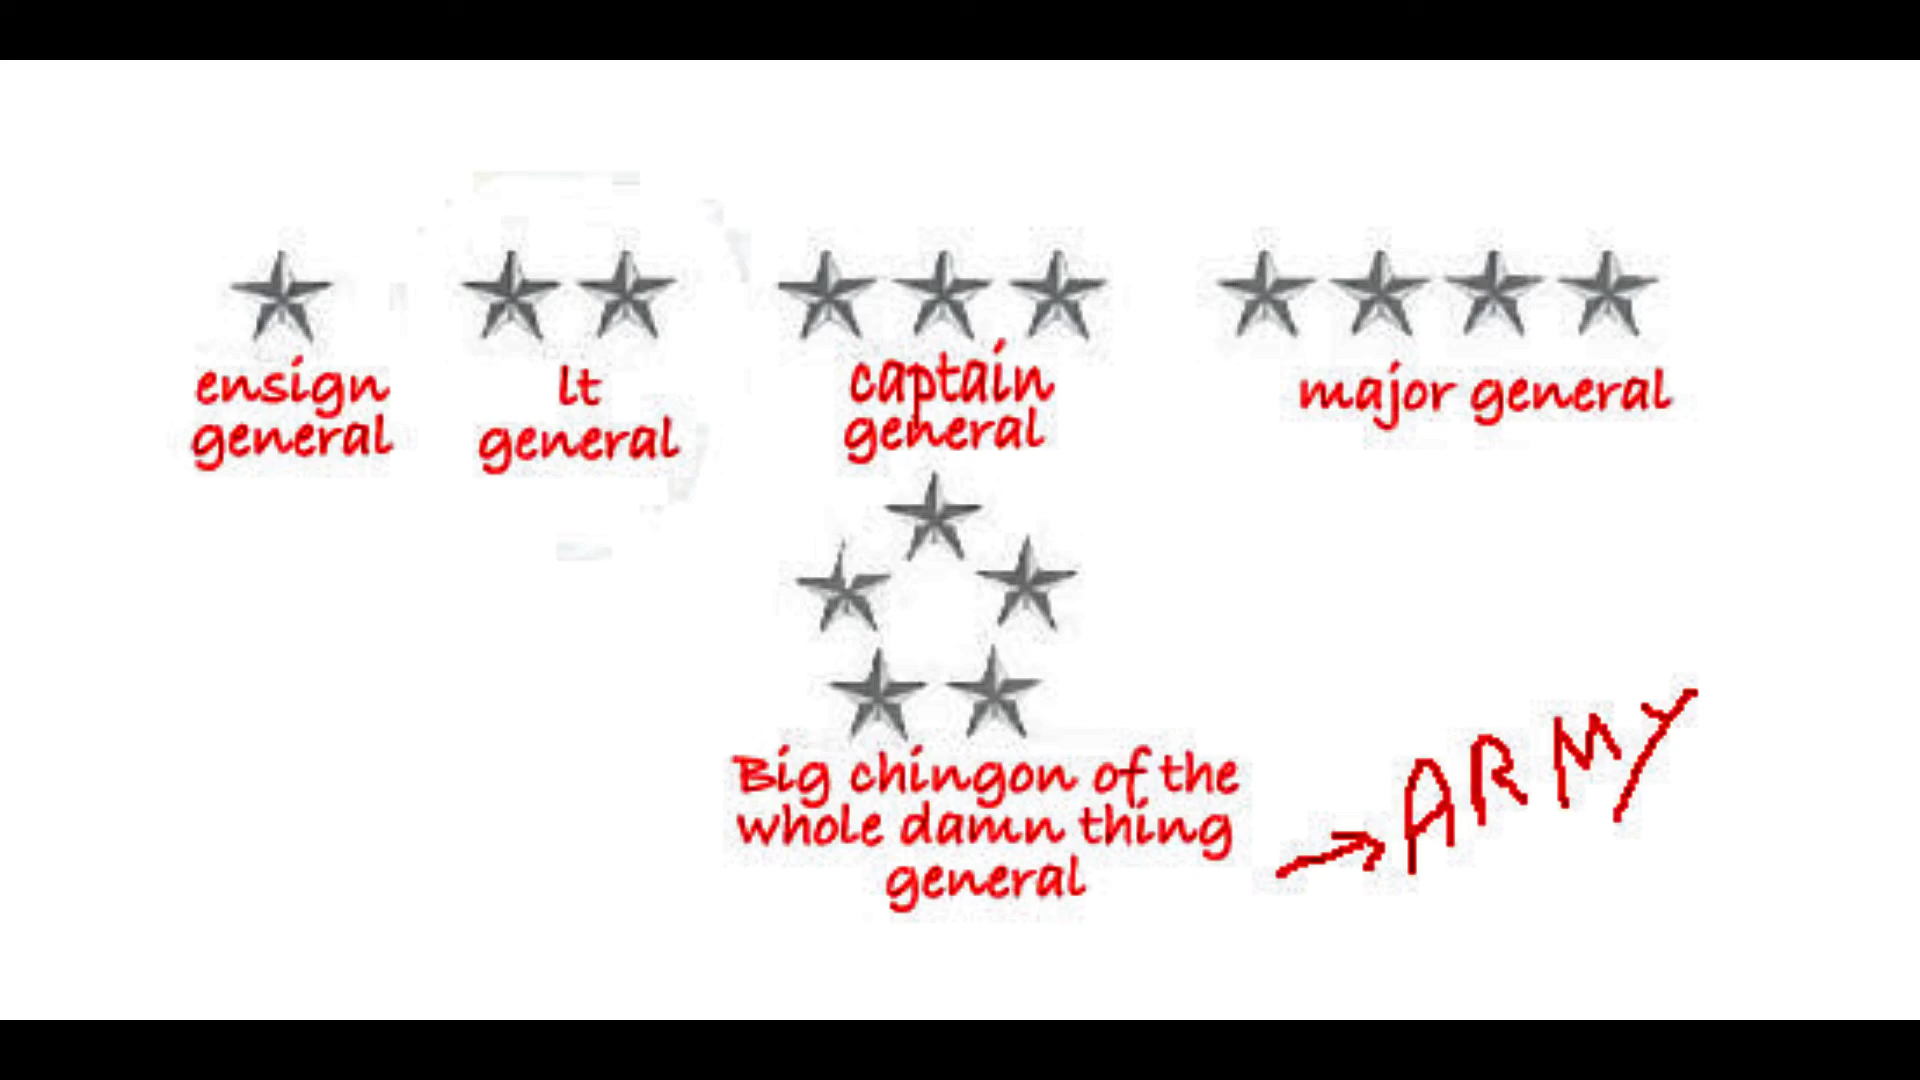 ensign
general
lt
general
captain
general
major general
Big chingon of the
whole damn thing
general
ARMY